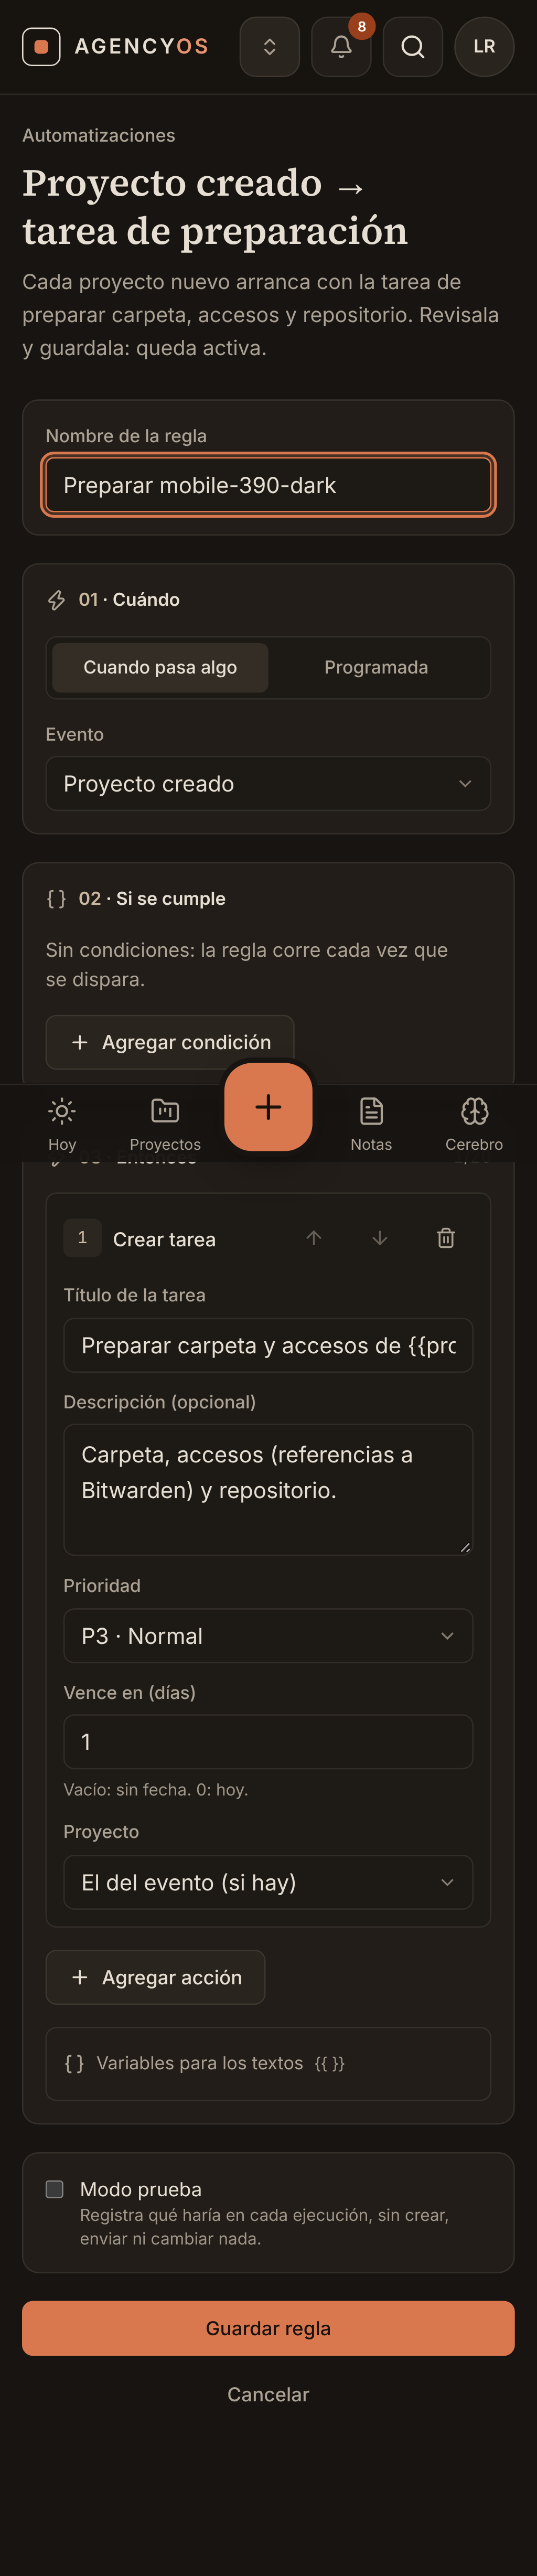 AGENCYOS
8
LR
Automatizaciones
Proyecto creado →
tarea de preparación
Cada proyecto nuevo arranca con la tarea de
preparar carpeta, accesos y repositorio. Revisala
y guardala: queda activa.
Nombre de la regla
Preparar mobile-390-dark
01 · Cuándo
Cuando pasa algo
Programada
Evento
Proyecto creado
{} 02 · Si se cumple
Sin condiciones: la regla corre cada vez que
se dispara.
+ Agregar condición
Hoy
Proyectos
+
Notas
Cerebro
1
Crear tarea
Título de la tarea
Preparar carpeta y accesos de {{pro
Descripción (opcional)
Carpeta, accesos (referencias a
Bitwarden) y repositorio.
Prioridad
P3 · Normal
Vence en (días)
1
Vacío: sin fecha. 0: hoy.
Proyecto
El del evento (si hay)
+ Agregar acción
{} Variables para los textos {{ }}
Modo prueba
Registra qué haría en cada ejecución, sin crear,
enviar ni cambiar nada.
Guardar regla
Cancelar